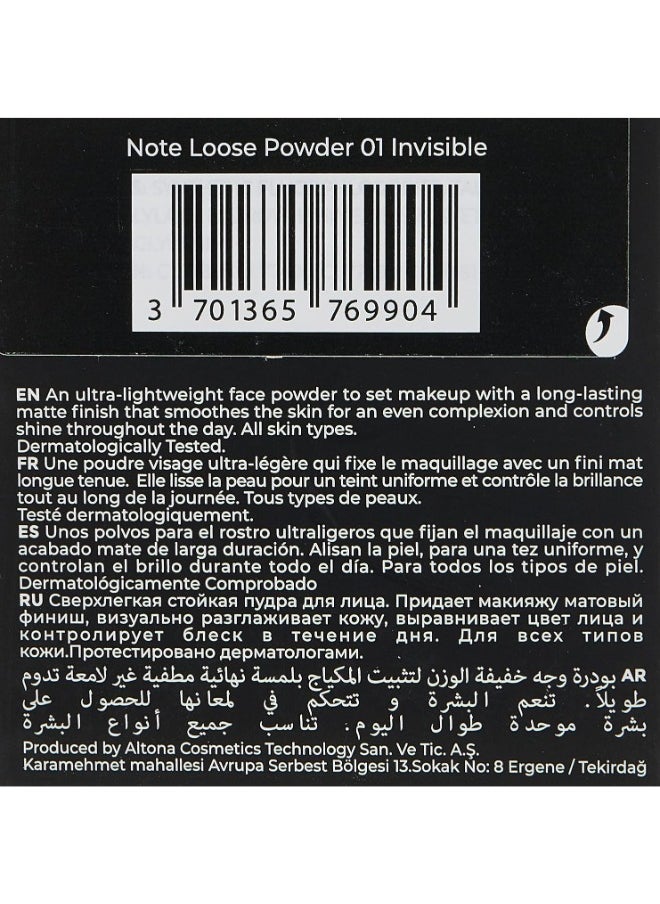 Note Loose Powder 01 Invisible
3 701365 769904
EN An ultra-lightweight face powder to set makeup with a long-lasting
matte finish that smoothes the skin for an even complexion and controls
shine throughout the day. All skin types.
Dermatologically Tested.
FR Une poudre visage ultra-légère qui fixe le maquillage avec un fini mat
longue tenue. Elle lisse la peau pour un teint uniforme et contrôle la brillance
tout au long de la journée. Tous types de peaux.
Testé dermatologiquement.
ES Unos polvos para el rostro ultraligeros que fijan el maquillaje con un
acabado mate de larga duración. Alisan la piel, para una tez uniforme, y
controlan el brillo durante todo el día. Para todos los tipos de piel.
Dermatológicamente Comprobado
RU Сверхлегкая стойкая пудра для лица. Придает макияжу матовый
финиш, визуально разглаживает кожу, выравнивает цвет лица и
контролирует блеск в течение дня. Для всех типов
кожи.Протестировано дерматологами.
AR بودرة وجه خفيفة الوزن لتثبيت المكياج بلمسة نهائية مطفية غير لامعة تدوم
طويلاً. تنعم البشرة و تتحكم في لمعانها للحصول على
بشرة موحدة طوال اليوم. تناسب جميع أنواع البشرة
Produced by Altona Cosmetics Technology San. Ve Tic. A.Ş.
Karamehmet mahallesi Avrupa Serbest Bölgesi 13.Sokak No: 8 Ergene / Tekirdağ